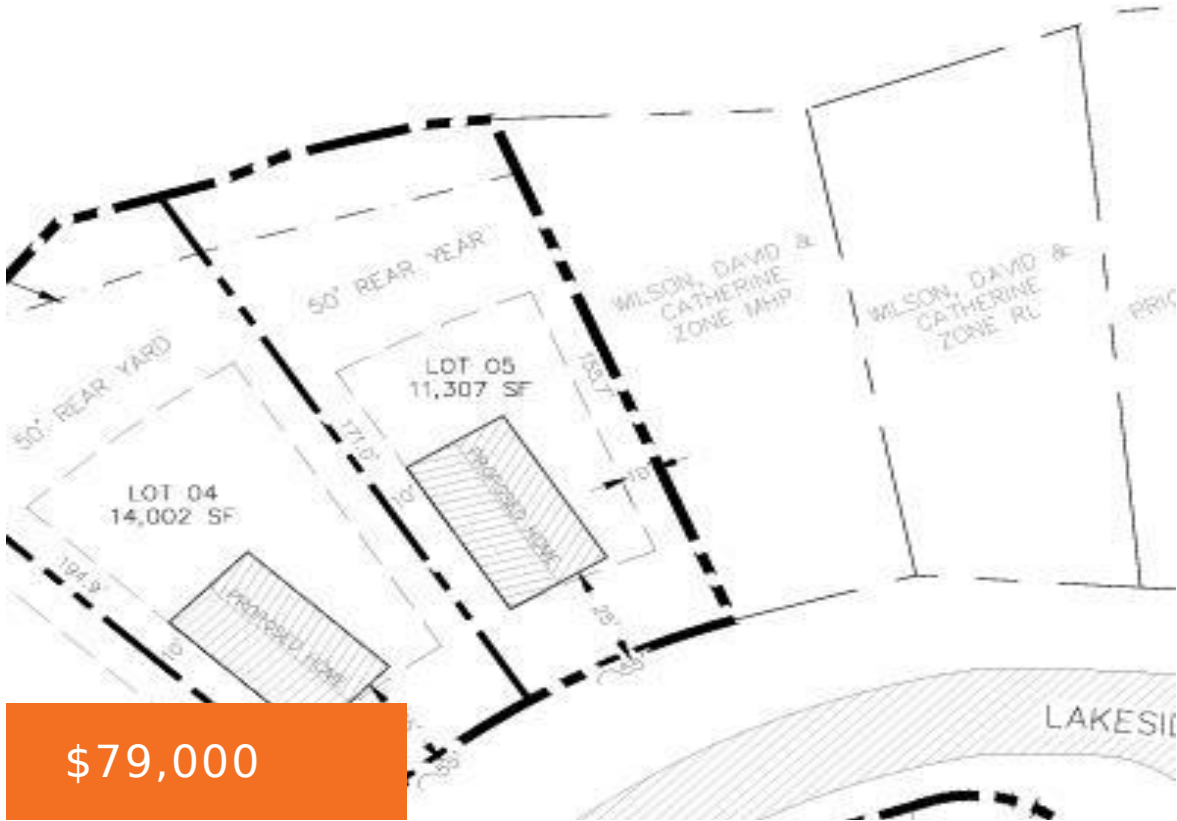 50' REAR YEAR
WILSON, DAVID &
CATHERINE
ZONE MHP
WILSON, DAVID &
CATHERINE
ZONE RL
50' REAR YARD
LOT 05
11,307 SF
171.0'
10'
10'
PROPOSED HOME
LOT 04
14,002 SF
194.9'
10'
PROPOSED HOME
28'
$79,000